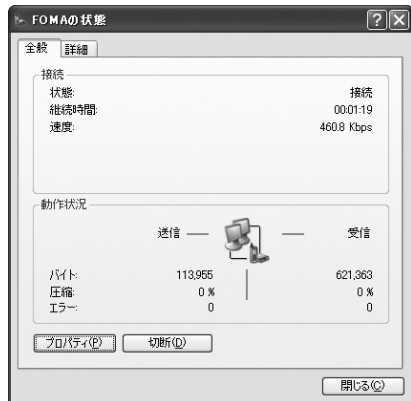 FOMAの状態
全般 詳細
接続
状態: 接続
継続時間: 00:01:19
速度: 460.8 Kbps
動作状況
送信 — — 受信
バイト: 113,955 621,363
圧縮: 0 % 0 %
エラー: 0 0
プロパティ(P) 切断(D)
閉じる(C)